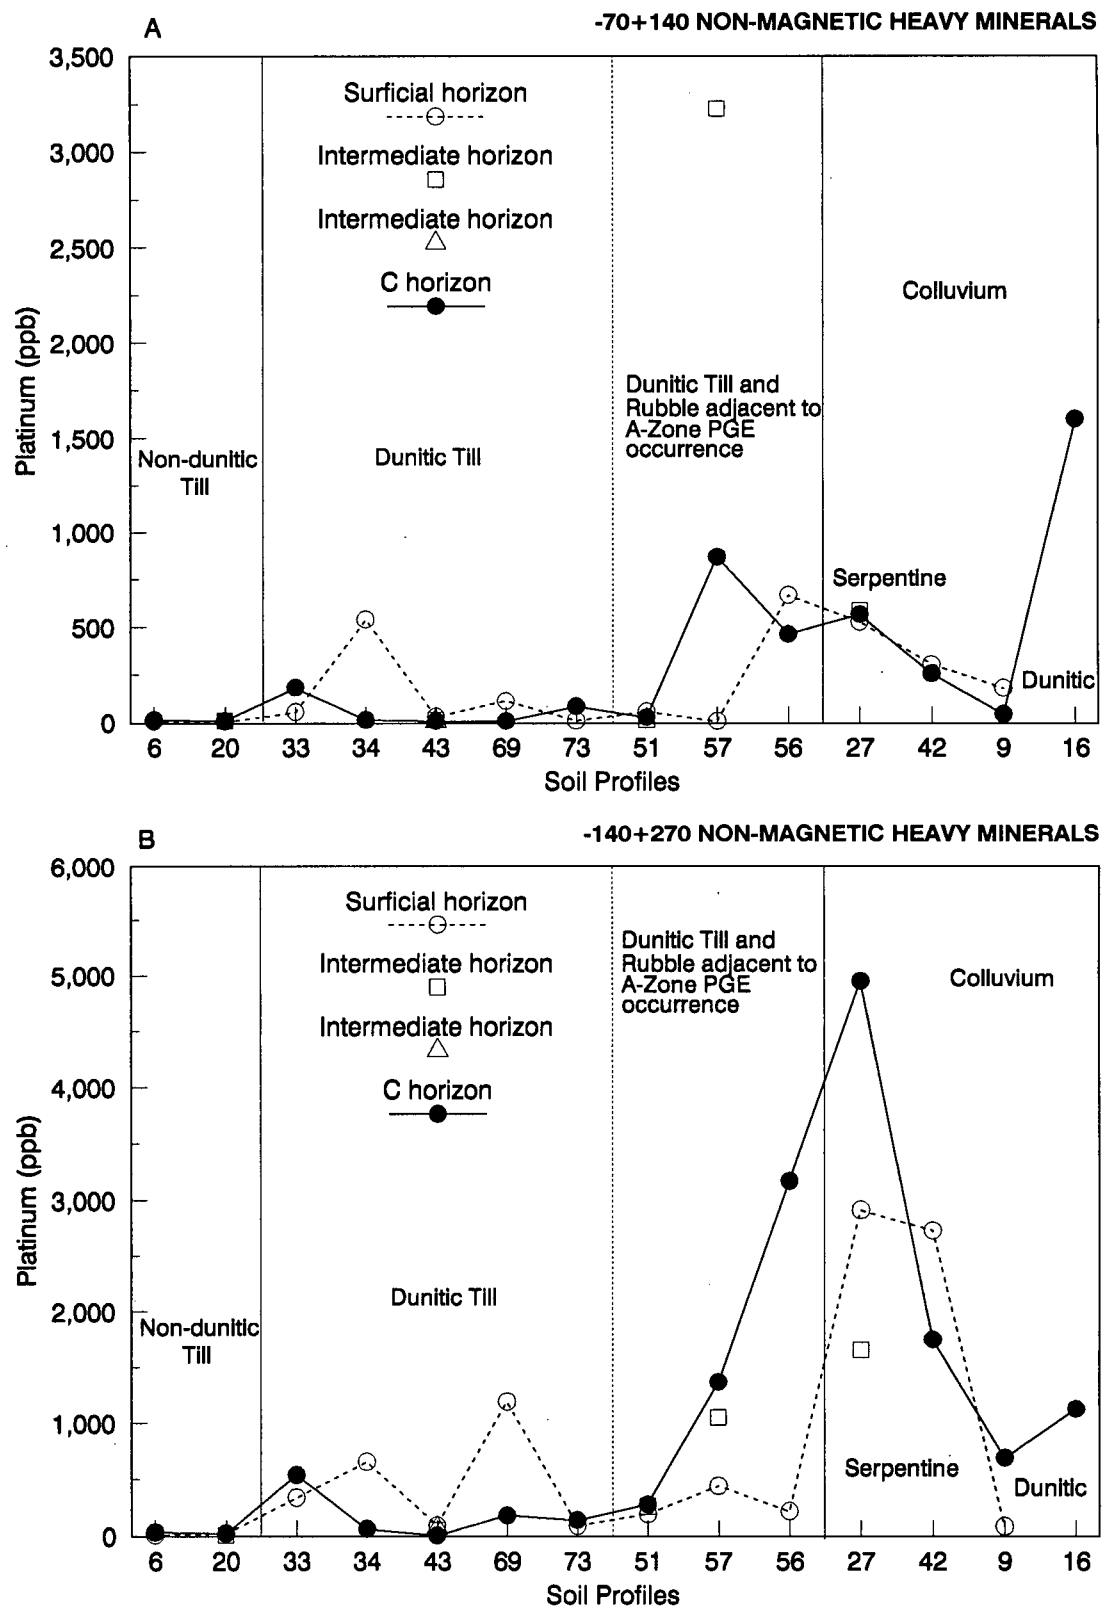 A
-70+140 NON-MAGNETIC HEAVY MINERALS
3,500
3,000
2,500
2,000
1,500
1,000
500
0
Platinum (ppb)
Surficial horizon
Intermediate horizon
Intermediate horizon
C horizon
Non-dunitic
Till
Dunitic Till
Dunitic Till and
Rubble adjacent to
A-Zone PGE
occurrence
Colluvium
Serpentine
Dunitic
6 20 33 34 43 69 73 51 57 56 27 42 9 16
Soil Profiles
B
-140+270 NON-MAGNETIC HEAVY MINERALS
6,000
5,000
4,000
3,000
2,000
1,000
0
Platinum (ppb)
Surficial horizon
Intermediate horizon
Intermediate horizon
C horizon
Non-dunitic
Till
Dunitic Till
Dunitic Till and
Rubble adjacent to
A-Zone PGE
occurrence
Colluvium
Serpentine
Dunitic
6 20 33 34 43 69 73 51 57 56 27 42 9 16
Soil Profiles